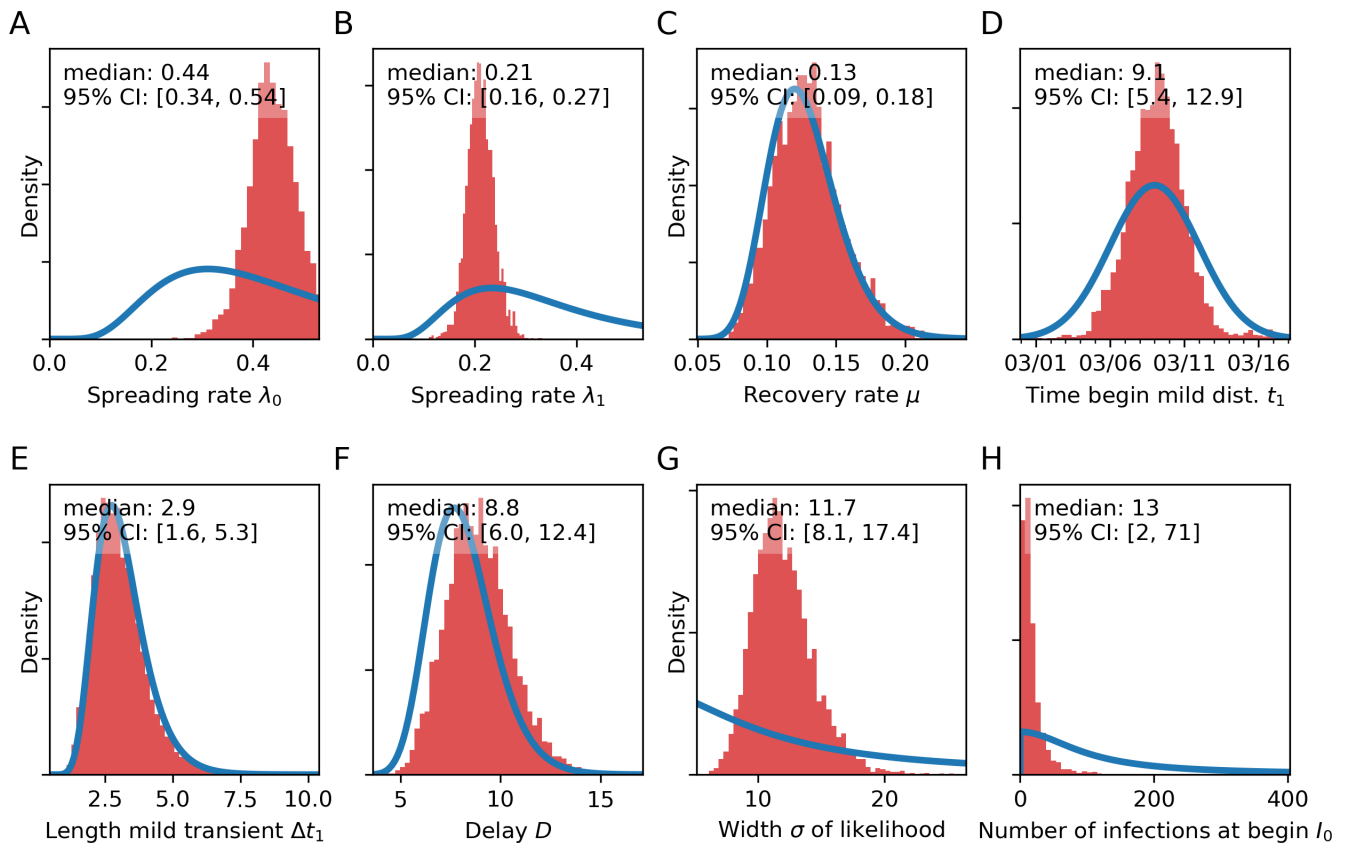 A
B
C
D
median: 0.44
95% CI: [0.34, 0.54]
median: 0.21
95% CI: [0.16, 0.27]
median: 0.13
95% CI: [0.09, 0.18]
median: 9.1
95% CI: [5.4, 12.9]
Density
Density
0.0 0.2 0.4
0.0 0.2 0.4
0.05 0.10 0.15 0.20
03/01 03/06 03/11 03/16
Spreading rate λ₀
Spreading rate λ₁
Recovery rate μ
Time begin mild dist. t₁
E
F
G
H
median: 2.9
95% CI: [1.6, 5.3]
median: 8.8
95% CI: [6.0, 12.4]
median: 11.7
95% CI: [8.1, 17.4]
median: 13
95% CI: [2, 71]
Density
Density
2.5 5.0 7.5 10.0
5 10 15
10 20
0 200 400
Length mild transient Δt₁
Delay D
Width σ of likelihood
Number of infections at begin I₀